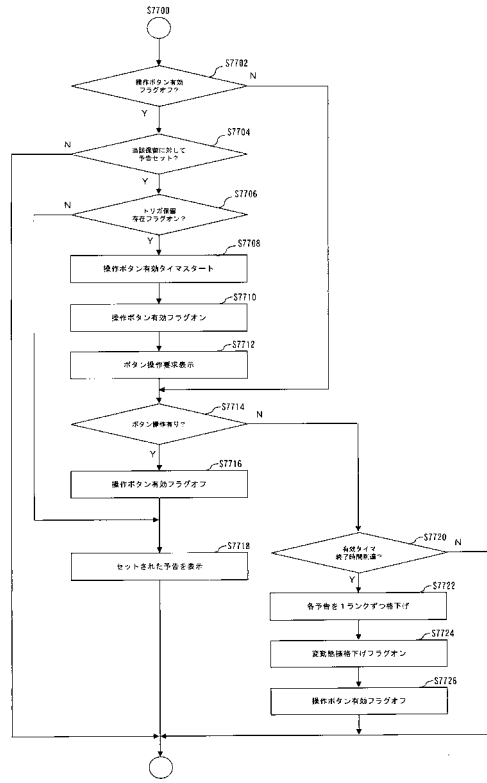 S7700
S7702
操作ボタン有効
フラグオフ?
N
Y
S7704
当該保留に対して
予告セット?
N
Y
S7706
トリガ保留
存在フラグオン?
N
Y
S7708
操作ボタン有効タイマスタート
S7710
操作ボタン有効フラグオン
S7712
ボタン操作要求表示
S7714
ボタン操作有り?
N
Y
S7716
操作ボタン有効フラグオフ
S7718
セットされた予告を表示
S7720
有効タイマ
終了時間到達?
N
Y
S7722
各予告を1ランクずつ格下げ
S7724
変動態様格下げフラグオン
S7726
操作ボタン有効フラグオフ